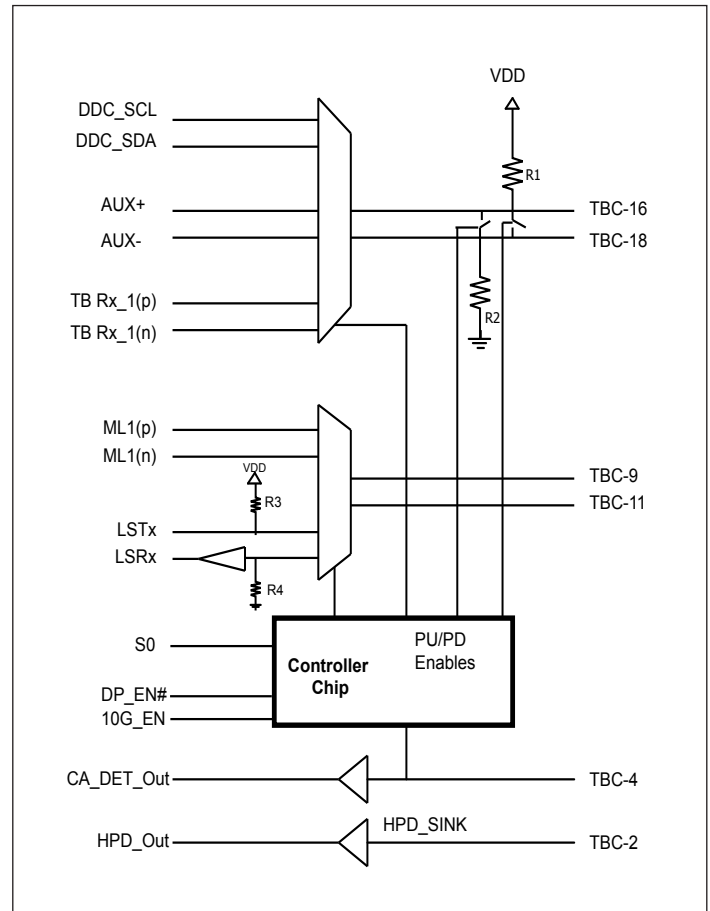 VDD
DDC_SCL
DDC_SDA
R1
AUX+
TBC-16
AUX-
TBC-18
TB Rx_1(p)
R2
TB Rx_1(n)
ML1(p)
ML1(n)
VDD
TBC-9
R3
TBC-11
LSTx
LSRx
R4
S0
Controller
Chip
PU/PD
Enables
DP_EN#
10G_EN
CA_DET_Out
TBC-4
HPD_SINK
HPD_Out
TBC-2